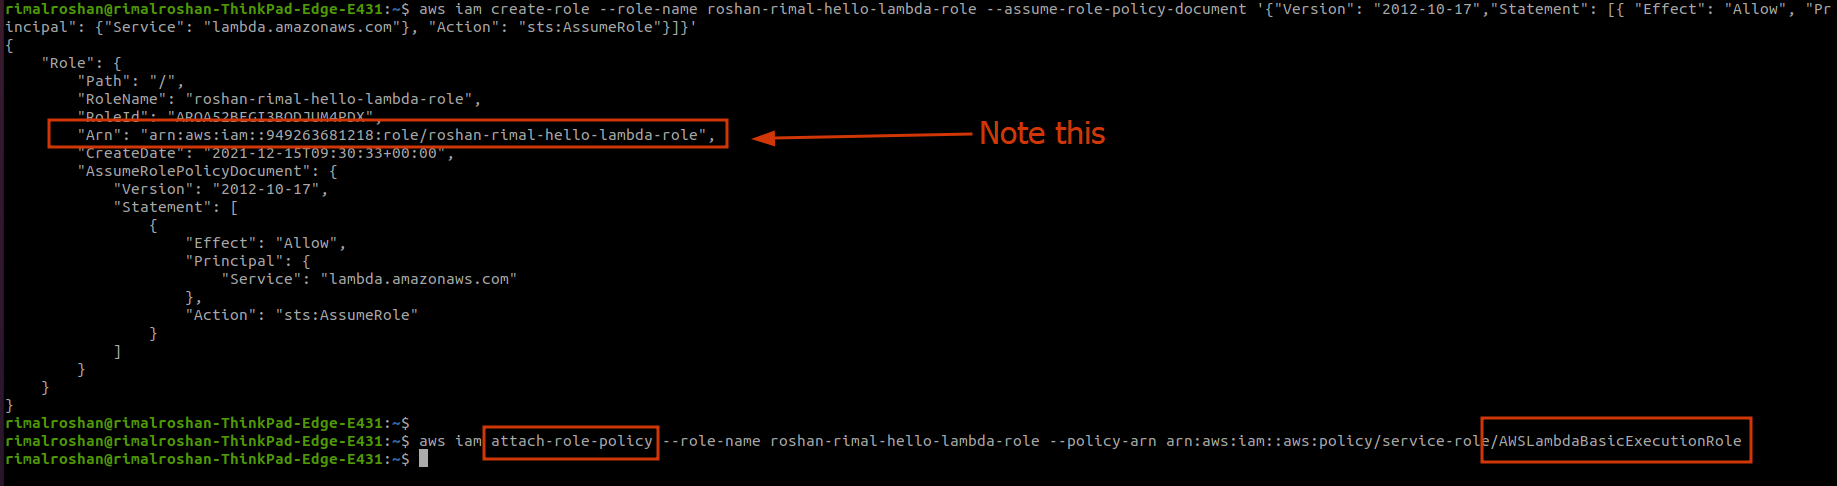 rimalroshan@rimalroshan-ThinkPad-Edge-E431:~$ aws iam create-role --role-name roshan-rimal-hello-lambda-role --assume-role-policy-document '{"Version": "2012-10-17","Statement": [{ "Effect": "Allow", "Pr
incipal": {"Service": "lambda.amazonaws.com"}, "Action": "sts:AssumeRole"}]}'
{
    "Role": {
        "Path": "/",
        "RoleName": "roshan-rimal-hello-lambda-role",
        "RoleId": "AROA52BEGI3BODJUM4PDX",
        "Arn": "arn:aws:iam::949263681218:role/roshan-rimal-hello-lambda-role",
Note this
        "CreateDate": "2021-12-15T09:30:33+00:00",
        "AssumeRolePolicyDocument": {
            "Version": "2012-10-17",
            "Statement": [
                {
                    "Effect": "Allow",
                    "Principal": {
                        "Service": "lambda.amazonaws.com"
                    },
                    "Action": "sts:AssumeRole"
                }
            ]
        }
    }
}
rimalroshan@rimalroshan-ThinkPad-Edge-E431:~$
rimalroshan@rimalroshan-ThinkPad-Edge-E431:~$ aws iam attach-role-policy --role-name roshan-rimal-hello-lambda-role --policy-arn arn:aws:iam::aws:policy/service-role/AWSLambdaBasicExecutionRole
rimalroshan@rimalroshan-ThinkPad-Edge-E431:~$